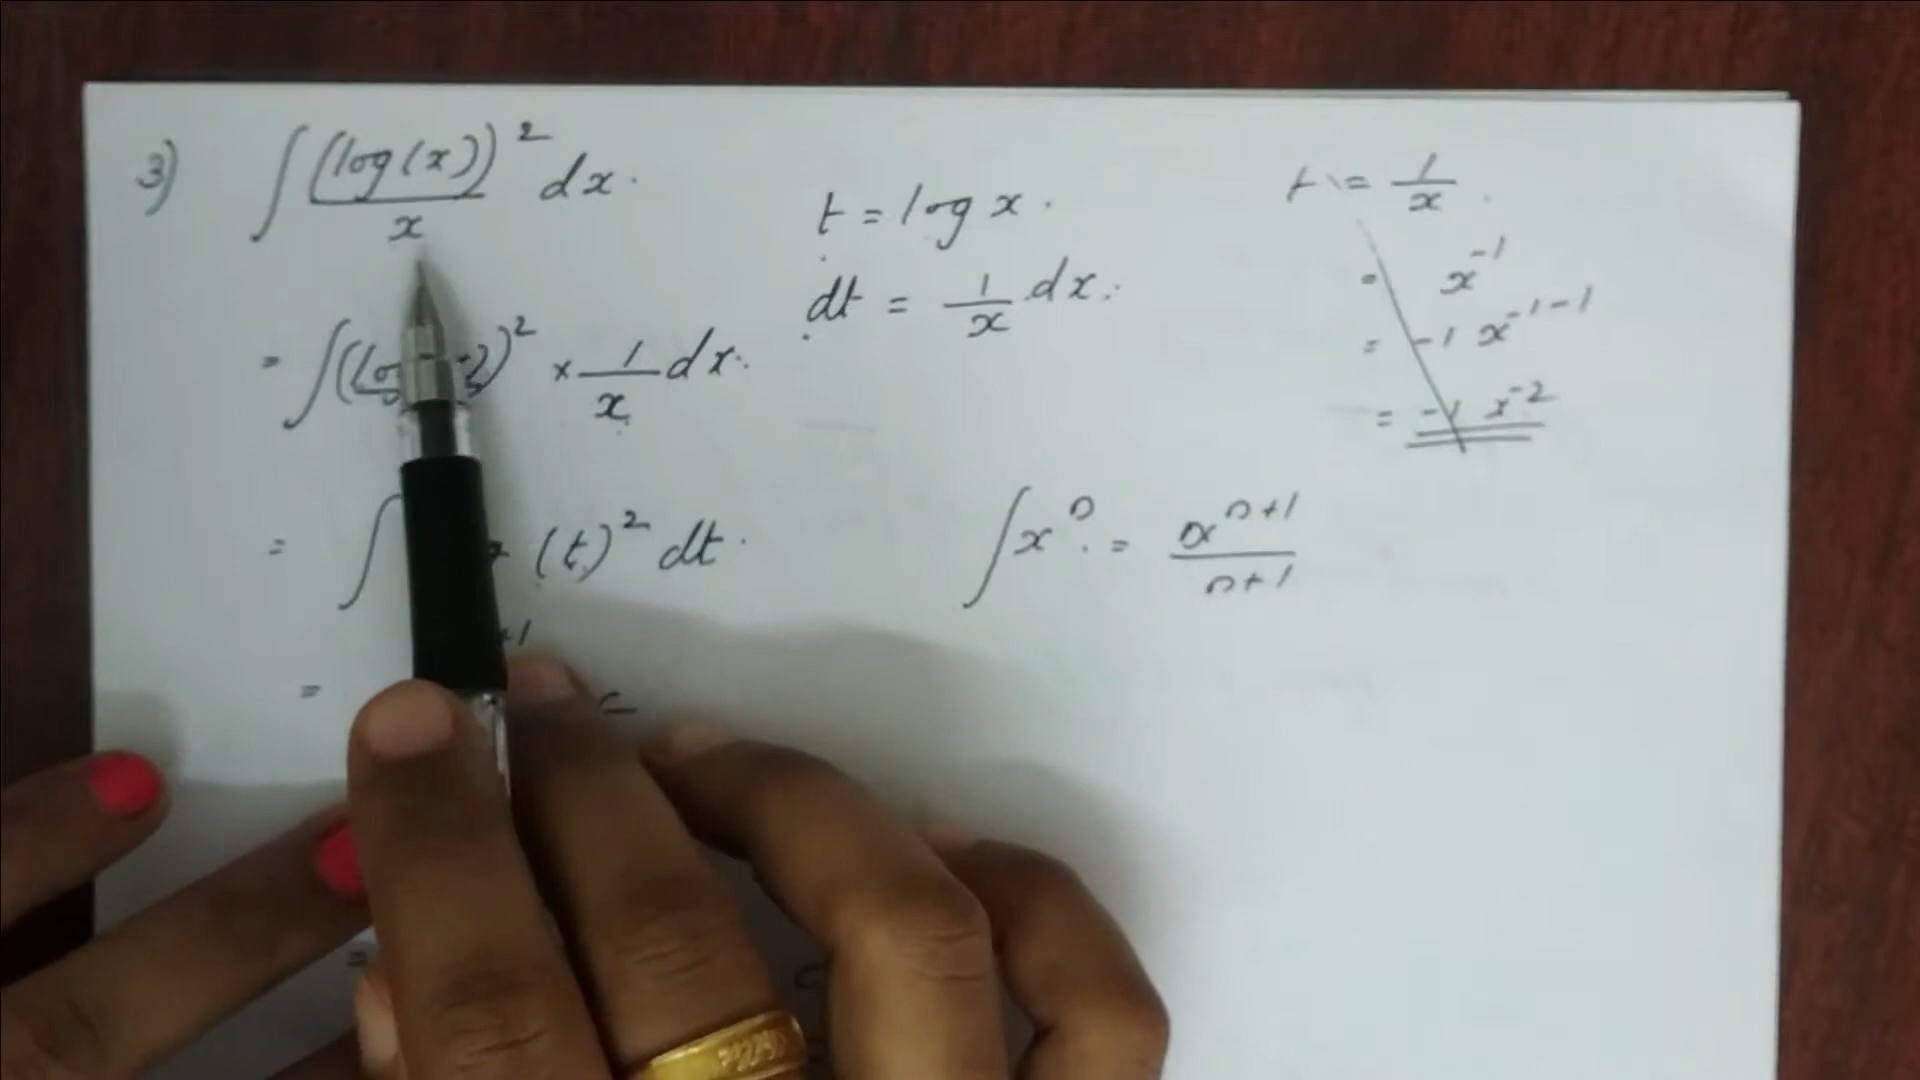 3) ∫ (log(x))² / x dx.
t = log x.
dt = 1/x dx.
t = 1/x.
= x⁻¹
= -1 x⁻¹⁻¹
= -1 x⁻²
= ∫ (log x)² × 1/x dx.
= ∫ (t)² dt.
∫ xⁿ = xⁿ⁺¹ / n+1
=
=